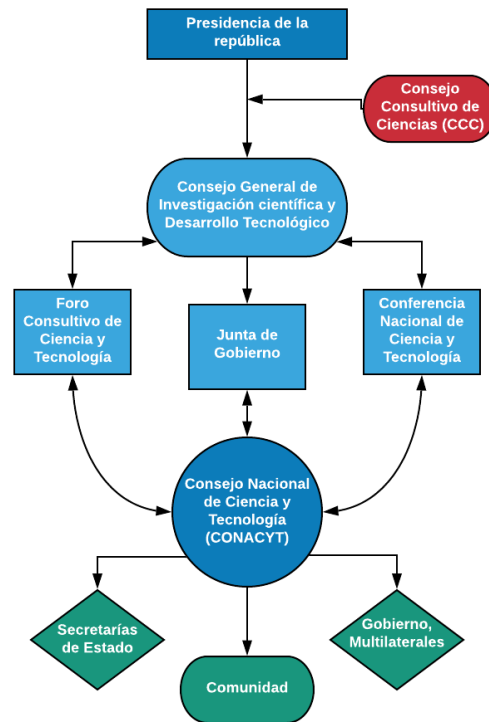 Presidencia de la
república
Consejo
Consultivo de
Ciencias (CCC)
Consejo General de
Investigación científica y
Desarrollo Tecnológico
Foro
Consultivo de
Ciencia y
Tecnología
Junta de
Gobierno
Conferencia
Nacional de
Ciencia y
Tecnología
Consejo Nacional
de Ciencia y
Tecnología
(CONACYT)
Secretarías
de Estado
Gobierno,
Multilaterales
Comunidad